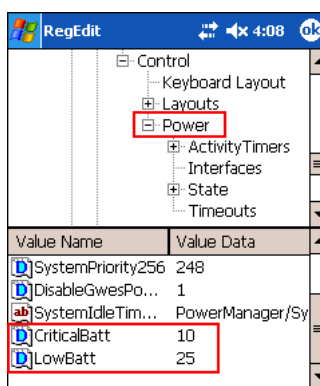 RegEdit 4:08 ok
Control
Keyboard Layout
Layouts
Power
ActivityTimers
Interfaces
State
Timeouts
Value Name Value Data
SystemPriority256 248
DisableGwesPo... 1
ab SystemIdleTim... PowerManager/Sy
D CriticalBatt 10
D LowBatt 25